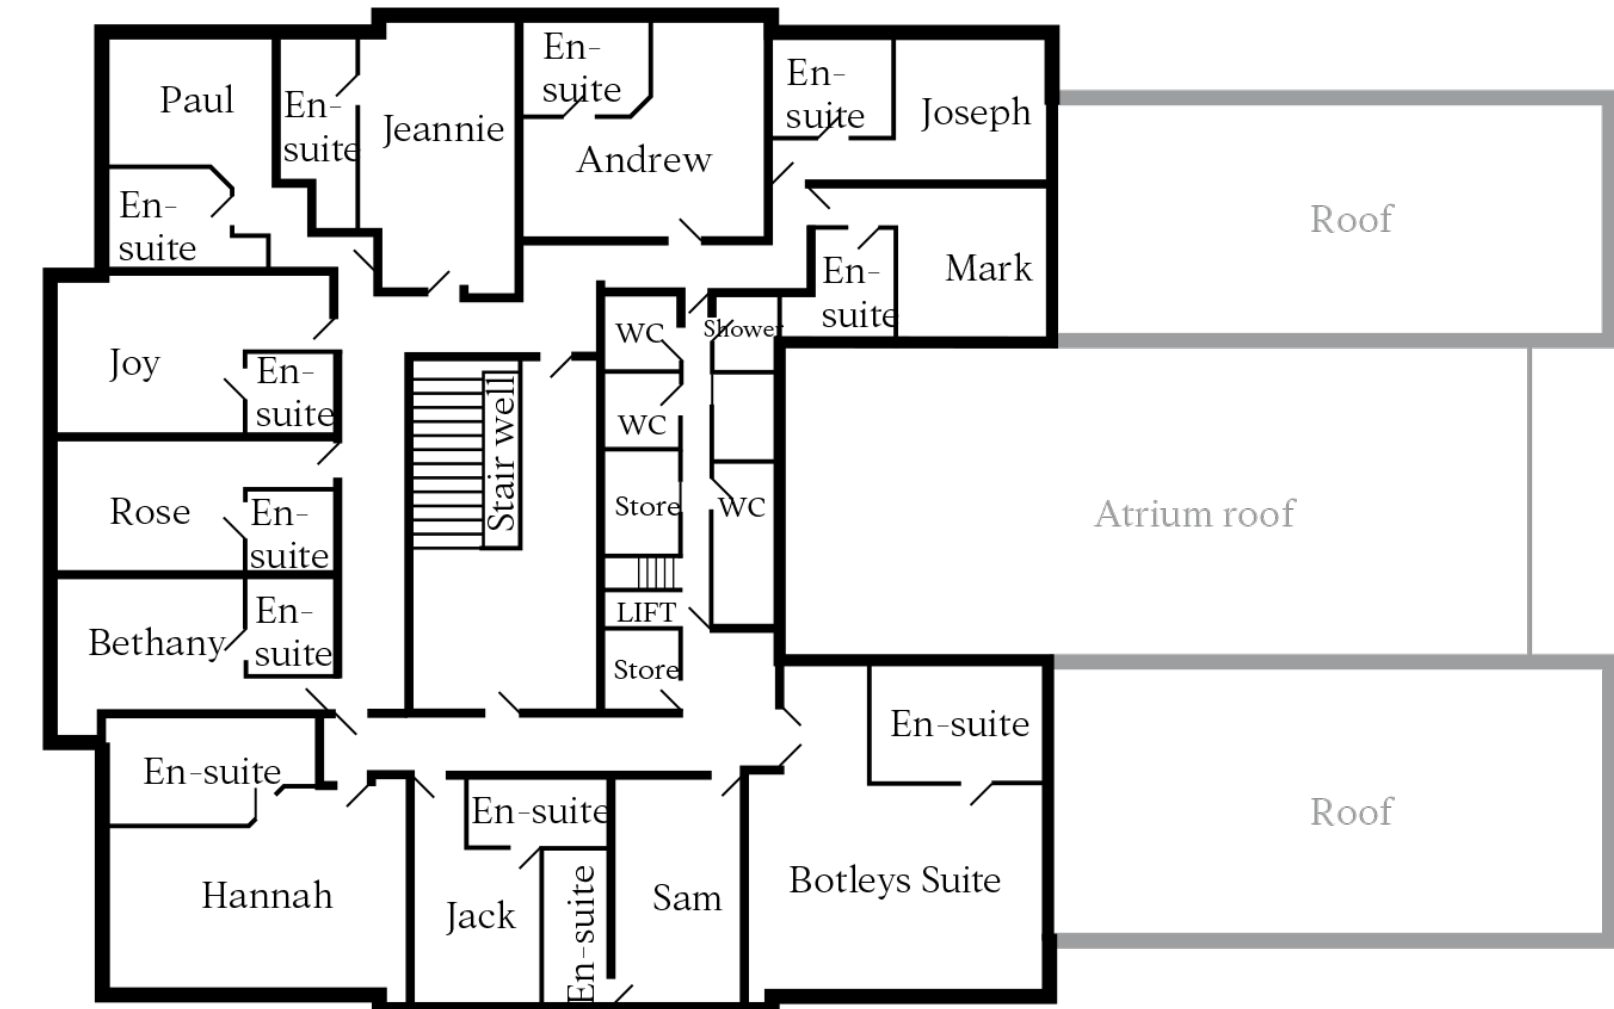 En-
suite
Paul
En-
suite
Jeannie
Andrew
En-
suite
Joseph
En-
suite
Mark
En-
suite
Roof
Joy
En-
suite
WC
Shower
WC
Stair well
Rose
En-
suite
Store
WC
Atrium roof
Bethany
En-
suite
LIFT
Store
En-suite
En-suite
En-suite
Roof
Hannah
Jack
En-suite
Sam
Botleys Suite